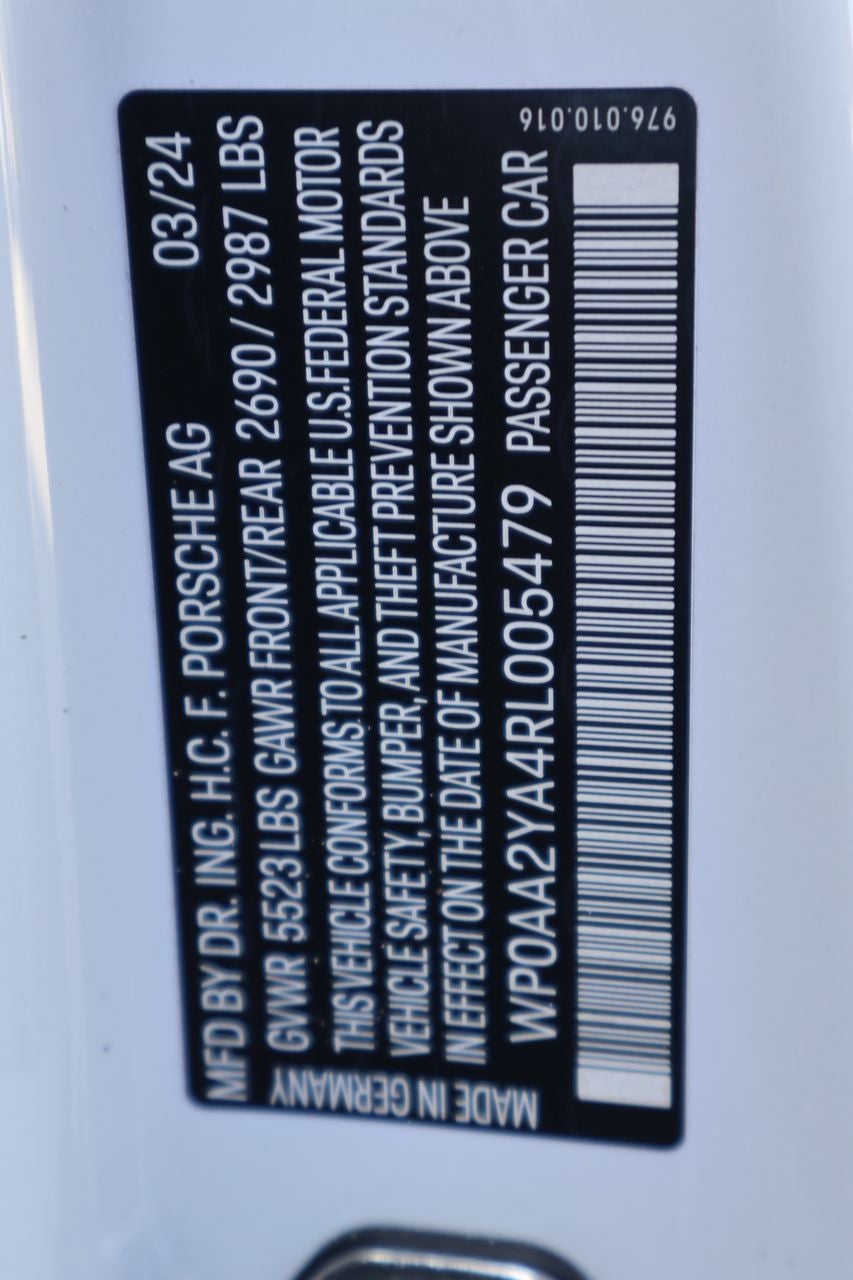 MFD BY DR. ING. H.C. F. PORSCHE AG 03/24
GVWR 5523 LBS GAWR FRONT/REAR 2690 / 2987 LBS
THIS VEHICLE CONFORMS TO ALL APPLICABLE U.S. FEDERAL MOTOR
VEHICLE SAFETY, BUMPER, AND THEFT PREVENTION STANDARDS
IN EFFECT ON THE DATE OF MANUFACTURE SHOWN ABOVE
WP0AA2YA4RL005479 PASSENGER CAR
MADE IN GERMANY
976.010.016